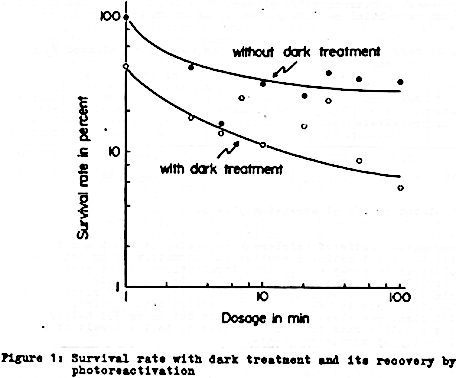 100
without dark treatment
Survival rate in percent
10
with dark treatment
1
1
10
100
Dosage in min
Figure 1: Survival rate with dark treatment and its recovery by
photoreactivation